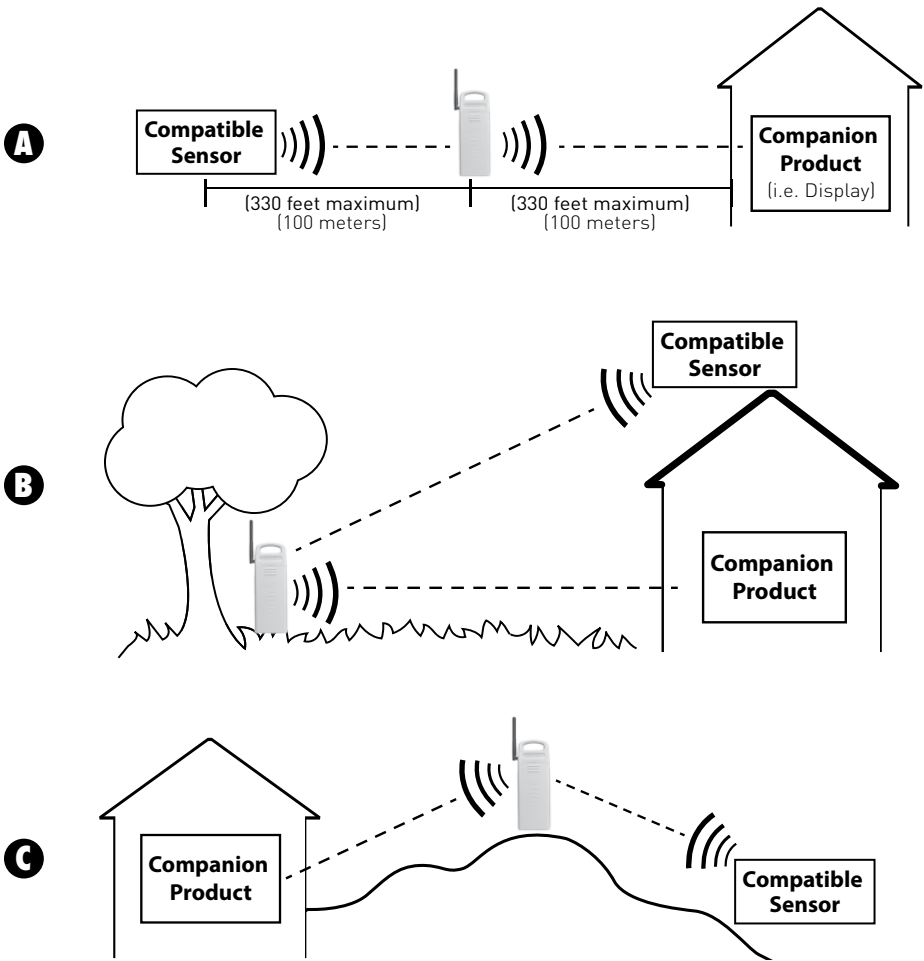 A
Compatible
Sensor
Companion
Product
(i.e. Display)
(330 feet maximum)
(100 meters)
(330 feet maximum)
(100 meters)
B
Compatible
Sensor
Companion
Product
C
Companion
Product
Compatible
Sensor